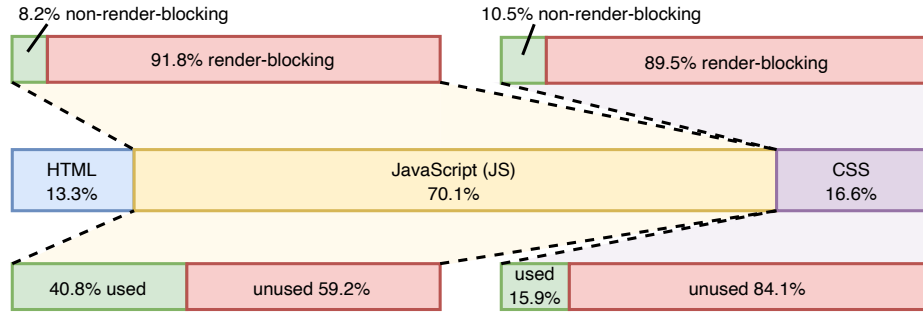 8.2% non-render-blocking
10.5% non-render-blocking
91.8% render-blocking
89.5% render-blocking
HTML
13.3%
JavaScript (JS)
70.1%
CSS
16.6%
40.8% used
unused 59.2%
used
15.9%
unused 84.1%